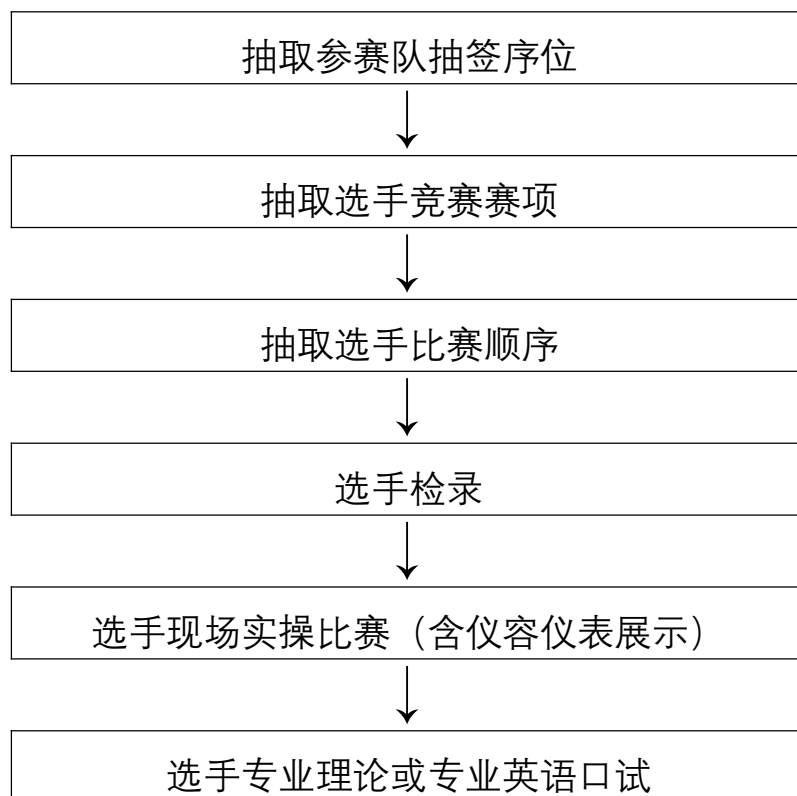 抽取参赛队抽签序位
抽取选手竞赛赛项
抽取选手比赛顺序
选手检录
选手现场实操比赛（含仪容仪表展示）
选手专业理论或专业英语口试